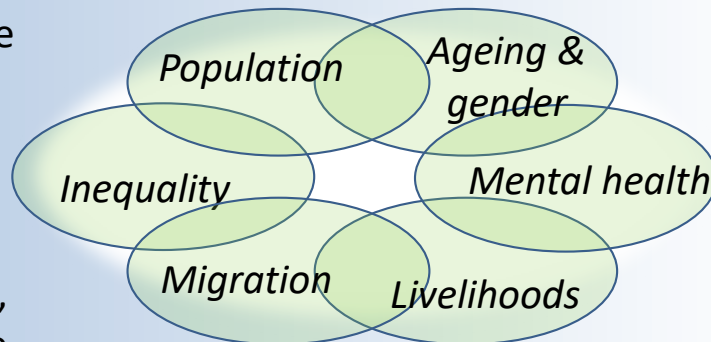 e
Population
Ageing &
gender
Inequality
Mental health
Migration
Livelihoods
,